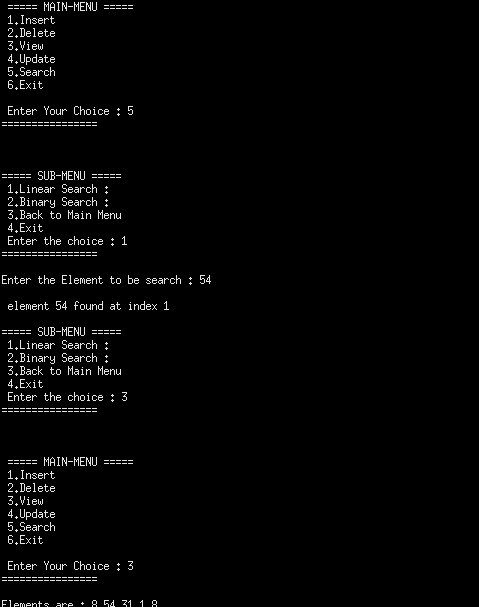 ===== MAIN-MENU =====
1.Insert
2.Delete
3.View
4.Update
5.Search
6.Exit
Enter Your Choice : 5
================
===== SUB-MENU =====
1.Linear Search :
2.Binary Search :
3.Back to Main Menu
4.Exit
Enter the choice : 1
================
Enter the Element to be search : 54
element 54 found at index 1
===== SUB-MENU =====
1.Linear Search :
2.Binary Search :
3.Back to Main Menu
4.Exit
Enter the choice : 3
================
===== MAIN-MENU =====
1.Insert
2.Delete
3.View
4.Update
5.Search
6.Exit
Enter Your Choice : 3
================
Elements are : 8 54 31 1 8